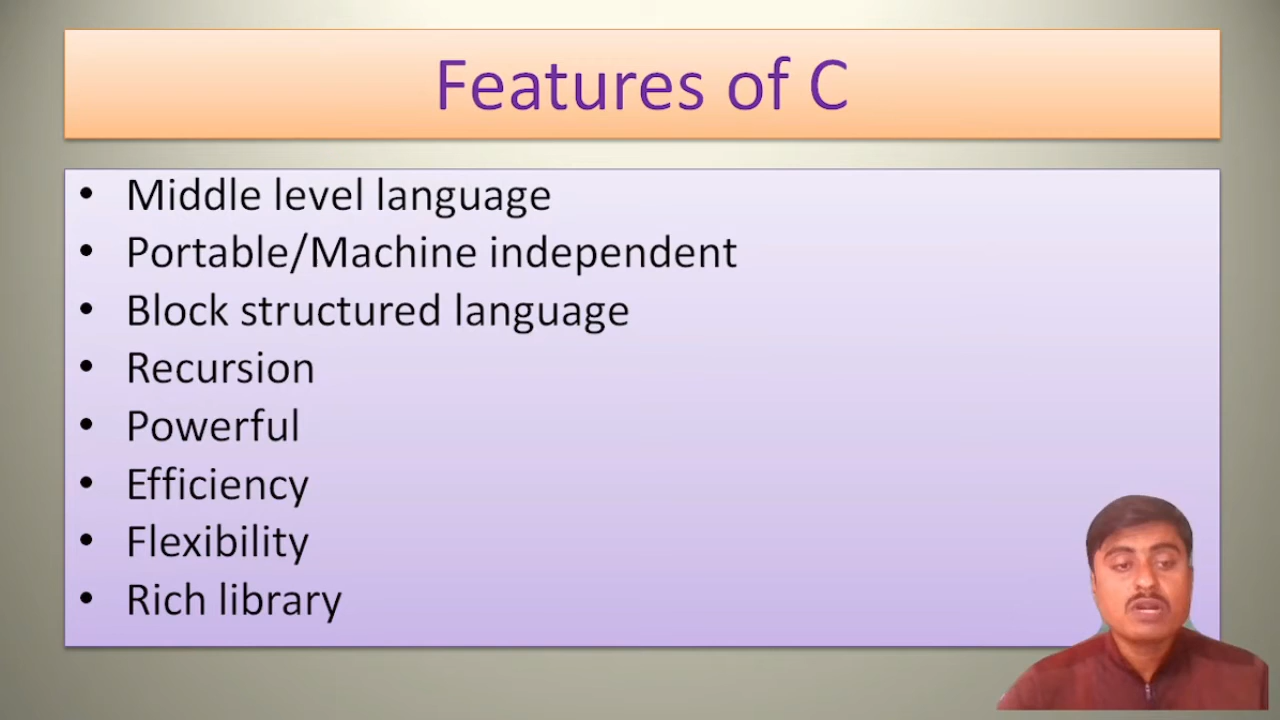 Features of C
• Middle level language
• Portable/Machine independent
• Block structured language
• Recursion
• Powerful
• Efficiency
• Flexibility
• Rich library